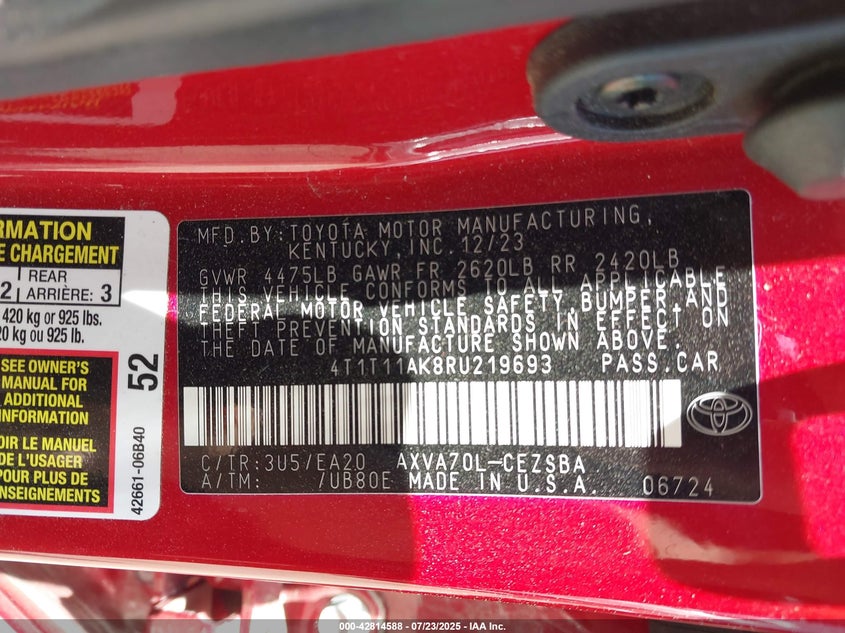 RMATION
E CHARGEMENT
2 REAR 3
ARRIÈRE:
420 kg or 925 lbs.
20 kg ou 925 lb.
SEE OWNER'S
MANUAL FOR
ADDITIONAL
INFORMATION
OIR LE MANUEL
DE L'USAGER
POUR PLUS DE
ENSEIGNEMENTS.
52
42661-06B40
MFD.BY:TOYOTA MOTOR MANUFACTURING,
KENTUCKY,INC.12/23
GVWR 4475LB GAWR FR 2620LB RR 2420LB
THIS VEHICLE CONFORMS TO ALL APPLICABLE
FEDERAL MOTOR VEHICLE SAFETY,BUMPER,AND
THEFT PREVENTION STANDARDS IN EFFECT ON
THE DATE OF MANUFACTURE SHOWN ABOVE.
4T1T11AK8RU219693 PASS.CAR
C/TR:3U5/EA20 AXVA70L-CEZSBA
A/TM: /UB80E MADE IN U.S.A. 06724
000-42814588 - 07/23/2025 - IAA Inc.